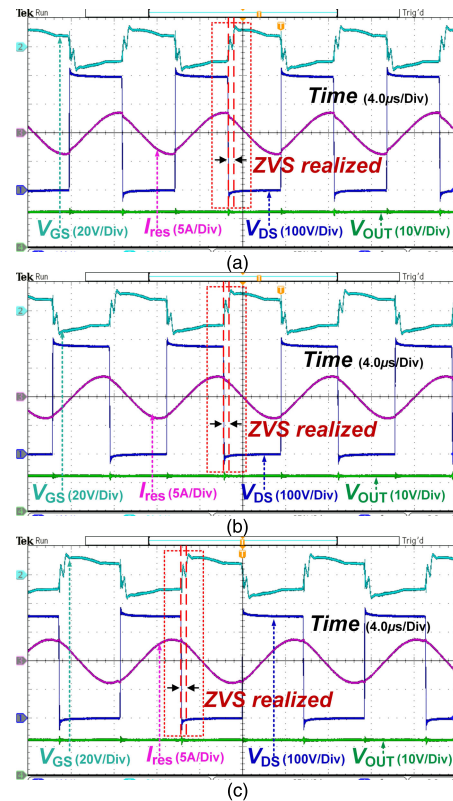 Tek Run Trig'd
T
T
2
Time (4.0µs/Div)
ZVS realized
1
VGS (20V/Div) Ires (5A/Div) VDS (100V/Div) VOUT (10V/Div)
4
(a)
Tek Run Trig'd
T
T
2
Time (4.0µs/Div)
ZVS realized
1
VGS (20V/Div) Ires (5A/Div) VDS (100V/Div) VOUT (10V/Div)
(b)
Tek Run Trig'd
T
T
2
Time (4.0µs/Div)
ZVS realized
1
VGS (20V/Div) Ires (5A/Div) VDS (100V/Div) VOUT (10V/Div)
(c)